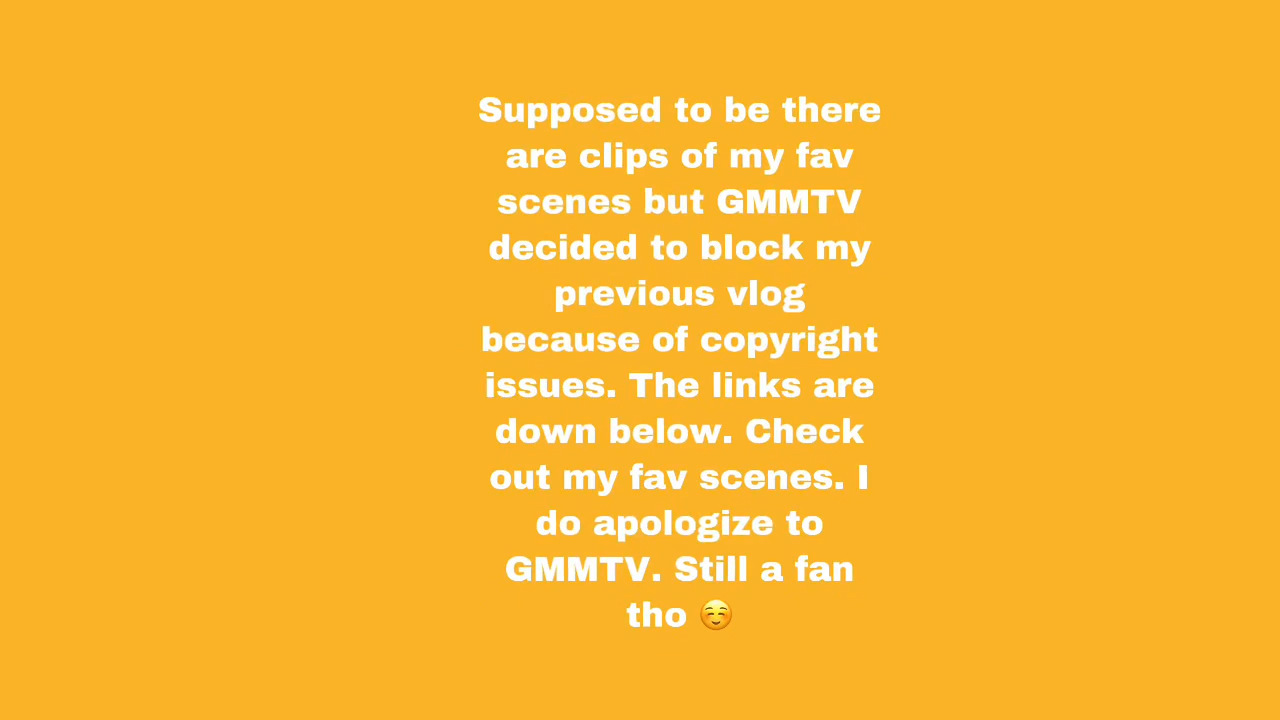 Supposed to be there
are clips of my fav
scenes but GMMTV
decided to block my
previous vlog
because of copyright
issues. The links are
down below. Check
out my fav scenes. I
do apologize to
GMMTV. Still a fan
tho ☺️